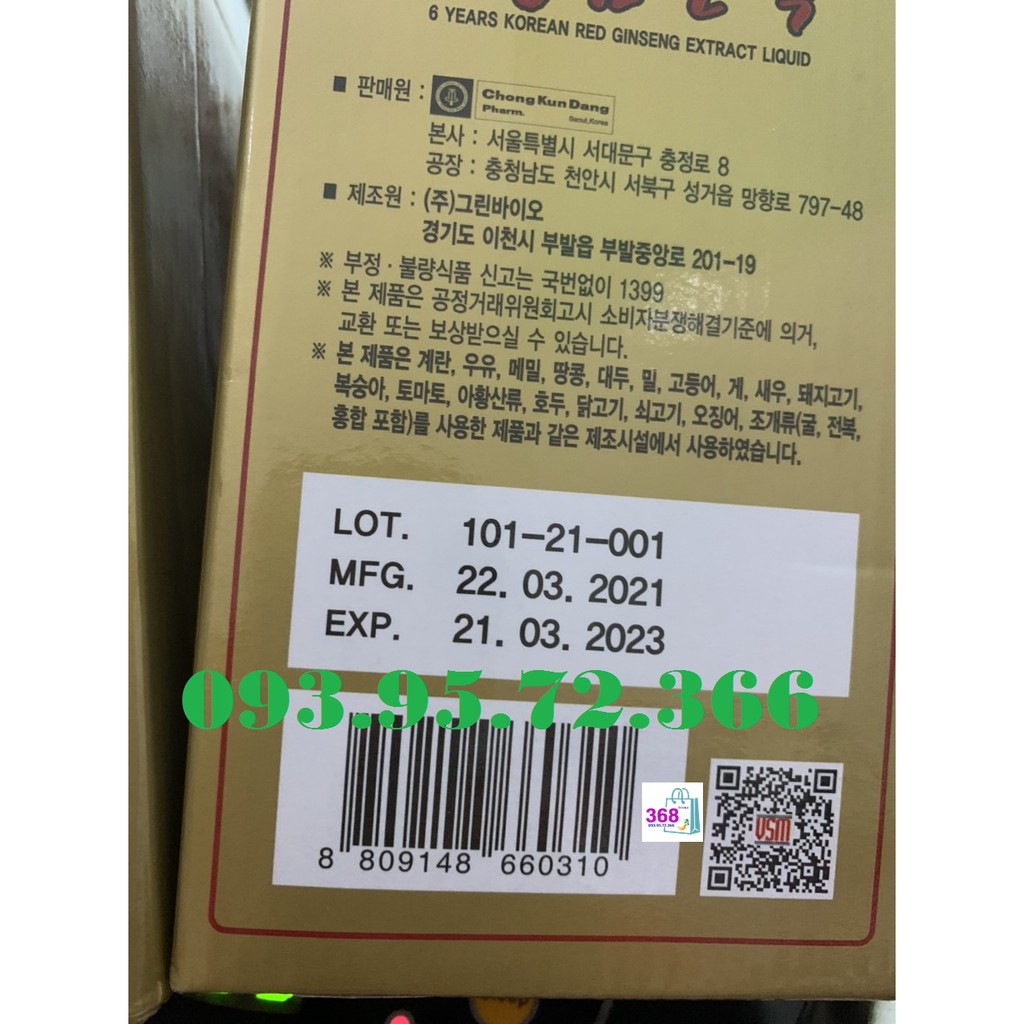 6 YEARS KOREAN RED GINSENG EXTRACT LIQUID
■ 판매원 : Chong Kun Dang
Pharm. Seoul, Korea
본사 : 서울특별시 서대문구 충정로 8
공장 : 충청남도 천안시 서북구 성거읍 망향로 797-48
■ 제조원 : (주)그린바이오
경기도 이천시 부발읍 부발중앙로 201-19
※ 부정 · 불량식품 신고는 국번없이 1399
※ 본 제품은 공정거래위원회고시 소비자분쟁해결기준에 의거,
교환 또는 보상받으실 수 있습니다.
※ 본 제품은 계란, 우유, 메밀, 땅콩, 대두, 밀, 고등어, 게, 새우, 돼지고기,
복숭아, 토마토, 아황산류, 호두, 닭고기, 쇠고기, 오징어, 조개류(굴, 전복,
홍합 포함)를 사용한 제품과 같은 제조시설에서 사용하였습니다.
LOT. 101-21-001
MFG. 22. 03. 2021
EXP. 21. 03. 2023
093.95.72.366
368
093.95.72.366
VSM
8 809148 660310